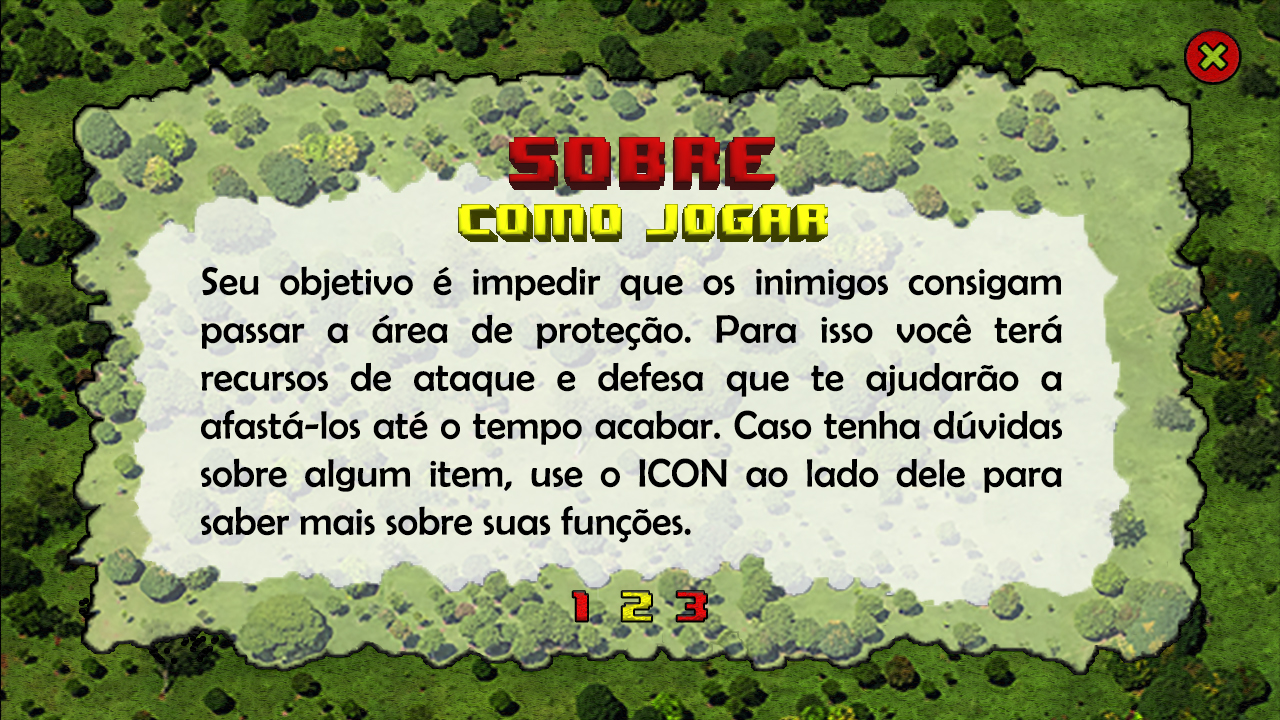 SOBRE
COMO JOGAR
Seu objetivo é impedir que os inimigos consigam
passar a área de proteção. Para isso você terá
recursos de ataque e defesa que te ajudarão a
afastá-los até o tempo acabar. Caso tenha dúvidas
sobre algum item, use o ICON ao lado dele para
saber mais sobre suas funções.
1 2 3